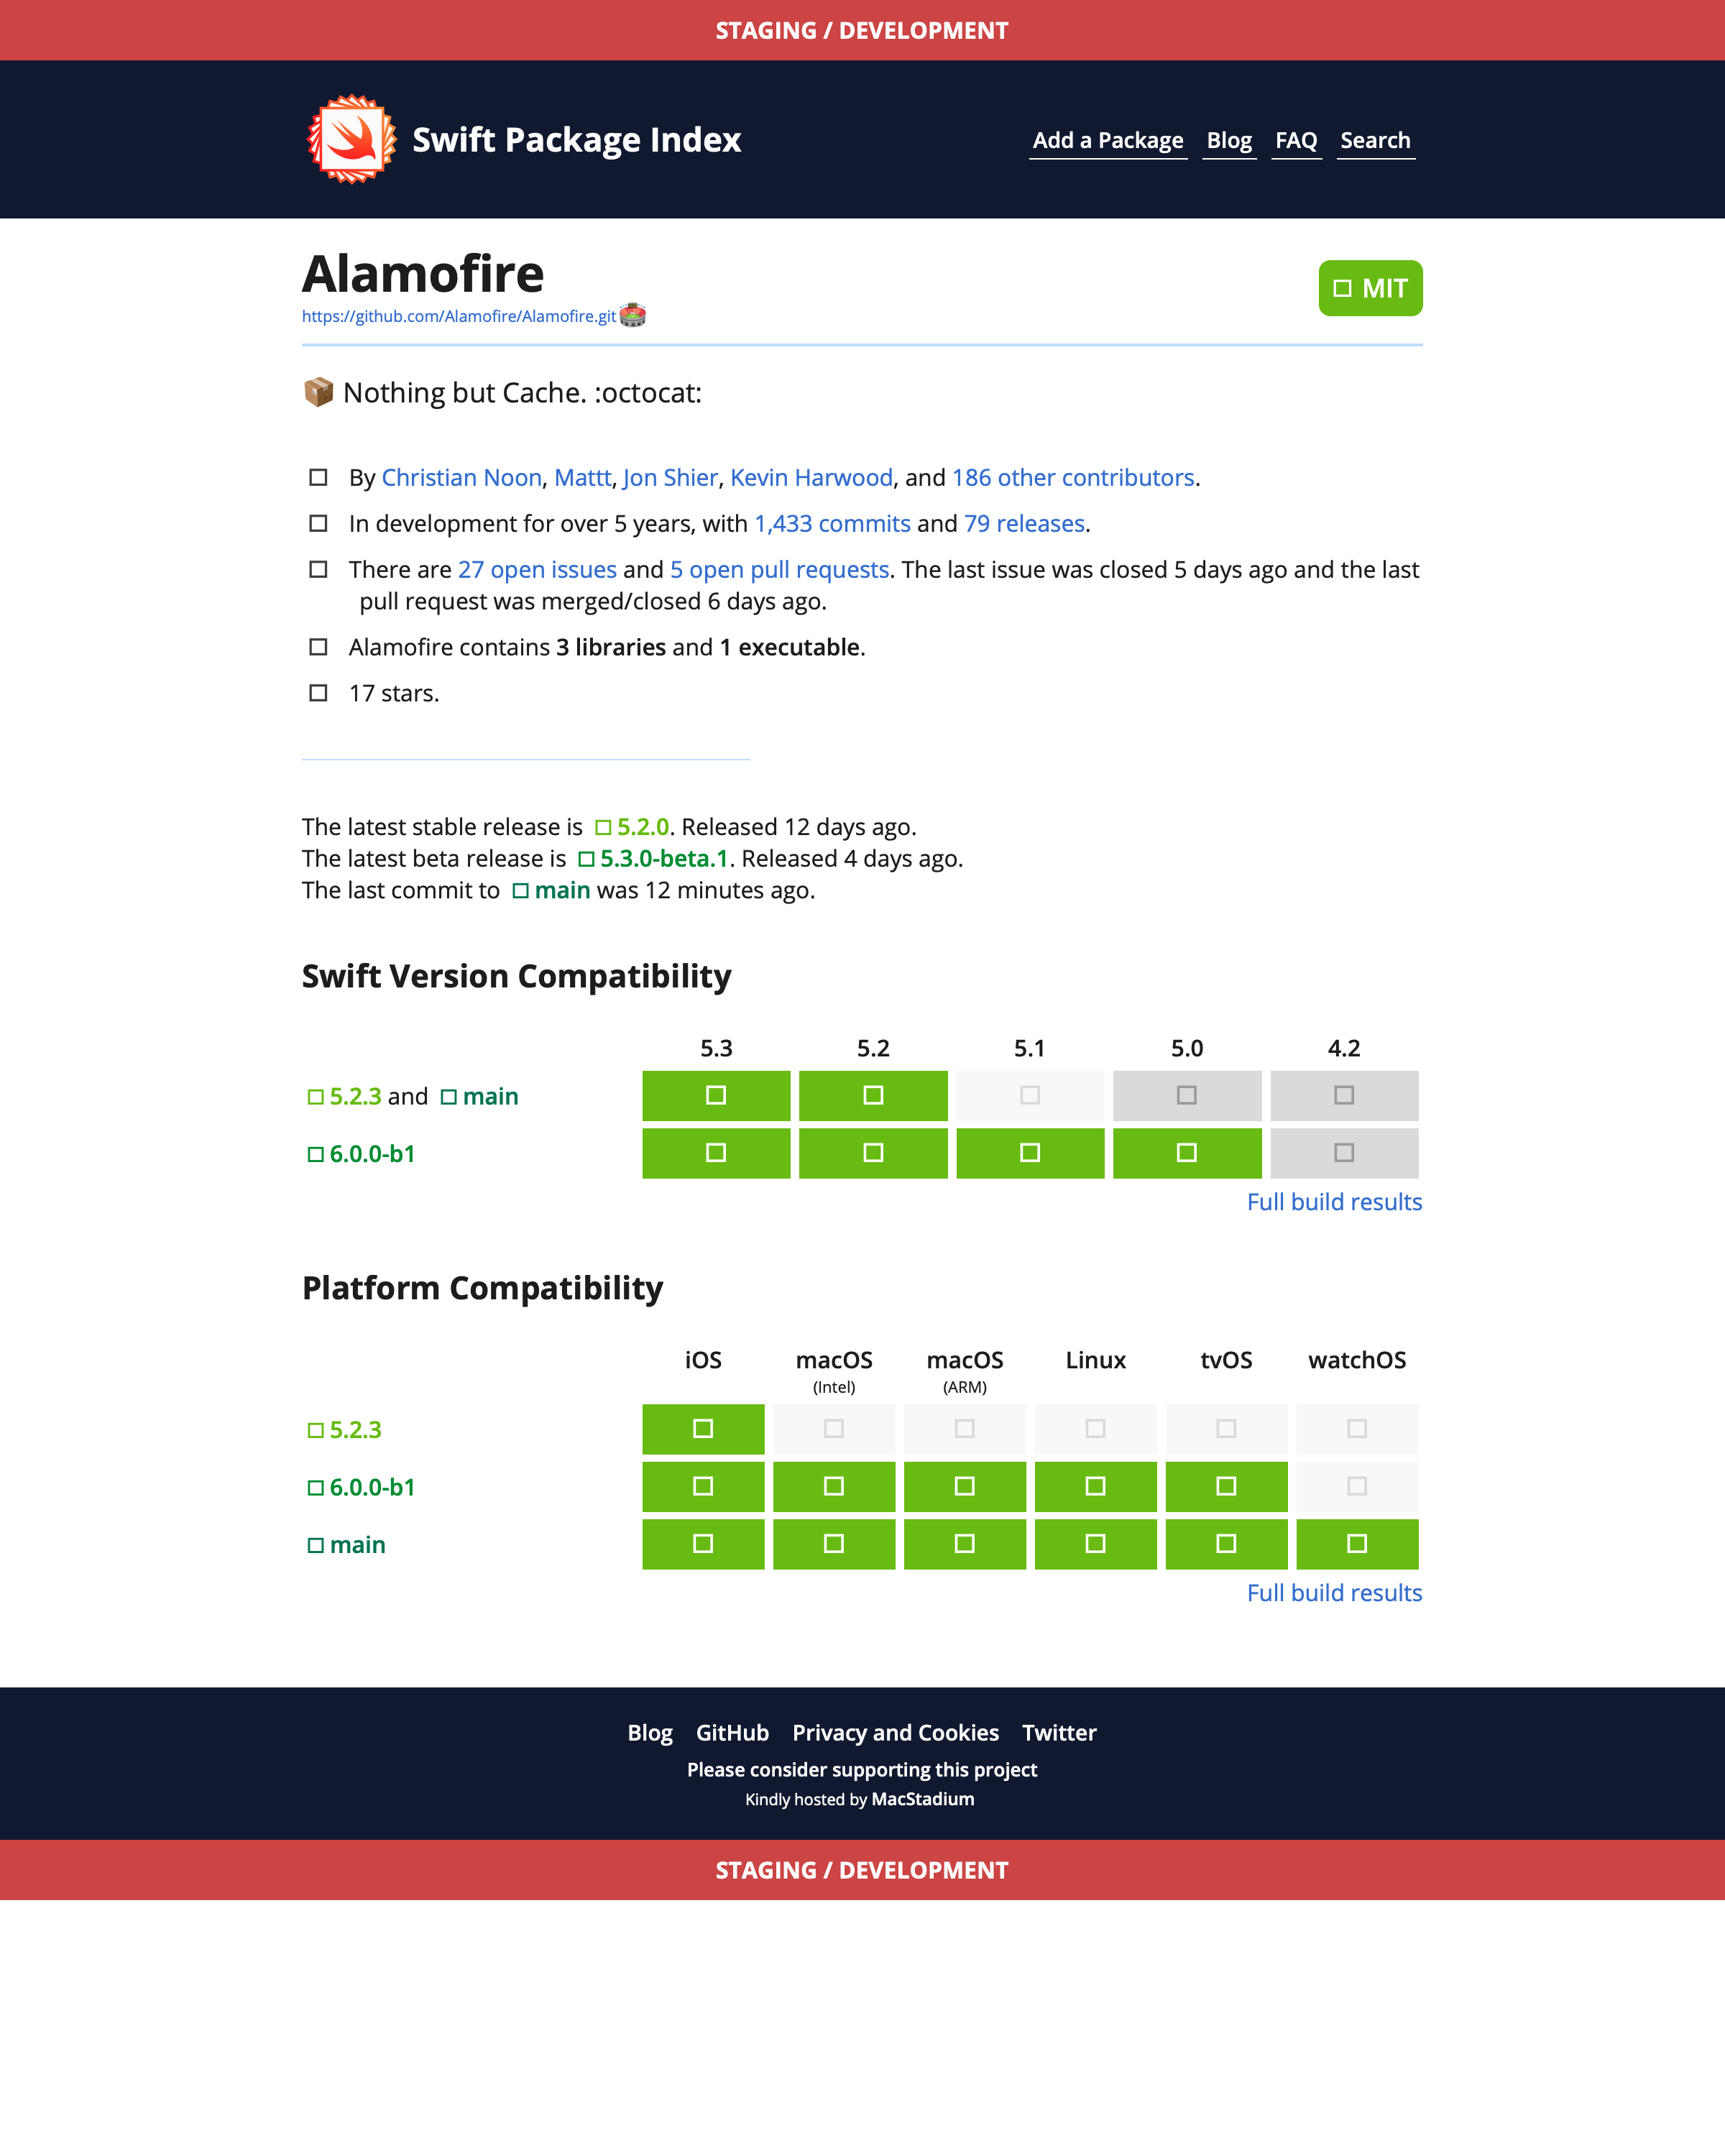 STAGING / DEVELOPMENT
Swift Package Index
Add a Package Blog FAQ Search
Alamofire
MIT
https://github.com/Alamofire/Alamofire.git
Nothing but Cache. :octocat:
By Christian Noon, Mattt, Jon Shier, Kevin Harwood, and 186 other contributors.
In development for over 5 years, with 1,433 commits and 79 releases.
There are 27 open issues and 5 open pull requests. The last issue was closed 5 days ago and the last
pull request was merged/closed 6 days ago.
Alamofire contains 3 libraries and 1 executable.
17 stars.
The latest stable release is 5.2.0. Released 12 days ago.
The latest beta release is 5.3.0-beta.1. Released 4 days ago.
The last commit to main was 12 minutes ago.
Swift Version Compatibility
5.3 5.2 5.1 5.0 4.2
5.2.3 and main
6.0.0-b1
Full build results
Platform Compatibility
iOS macOS macOS Linux tvOS watchOS
(Intel) (ARM)
5.2.3
6.0.0-b1
main
Full build results
Blog GitHub Privacy and Cookies Twitter
Please consider supporting this project
Kindly hosted by MacStadium
STAGING / DEVELOPMENT